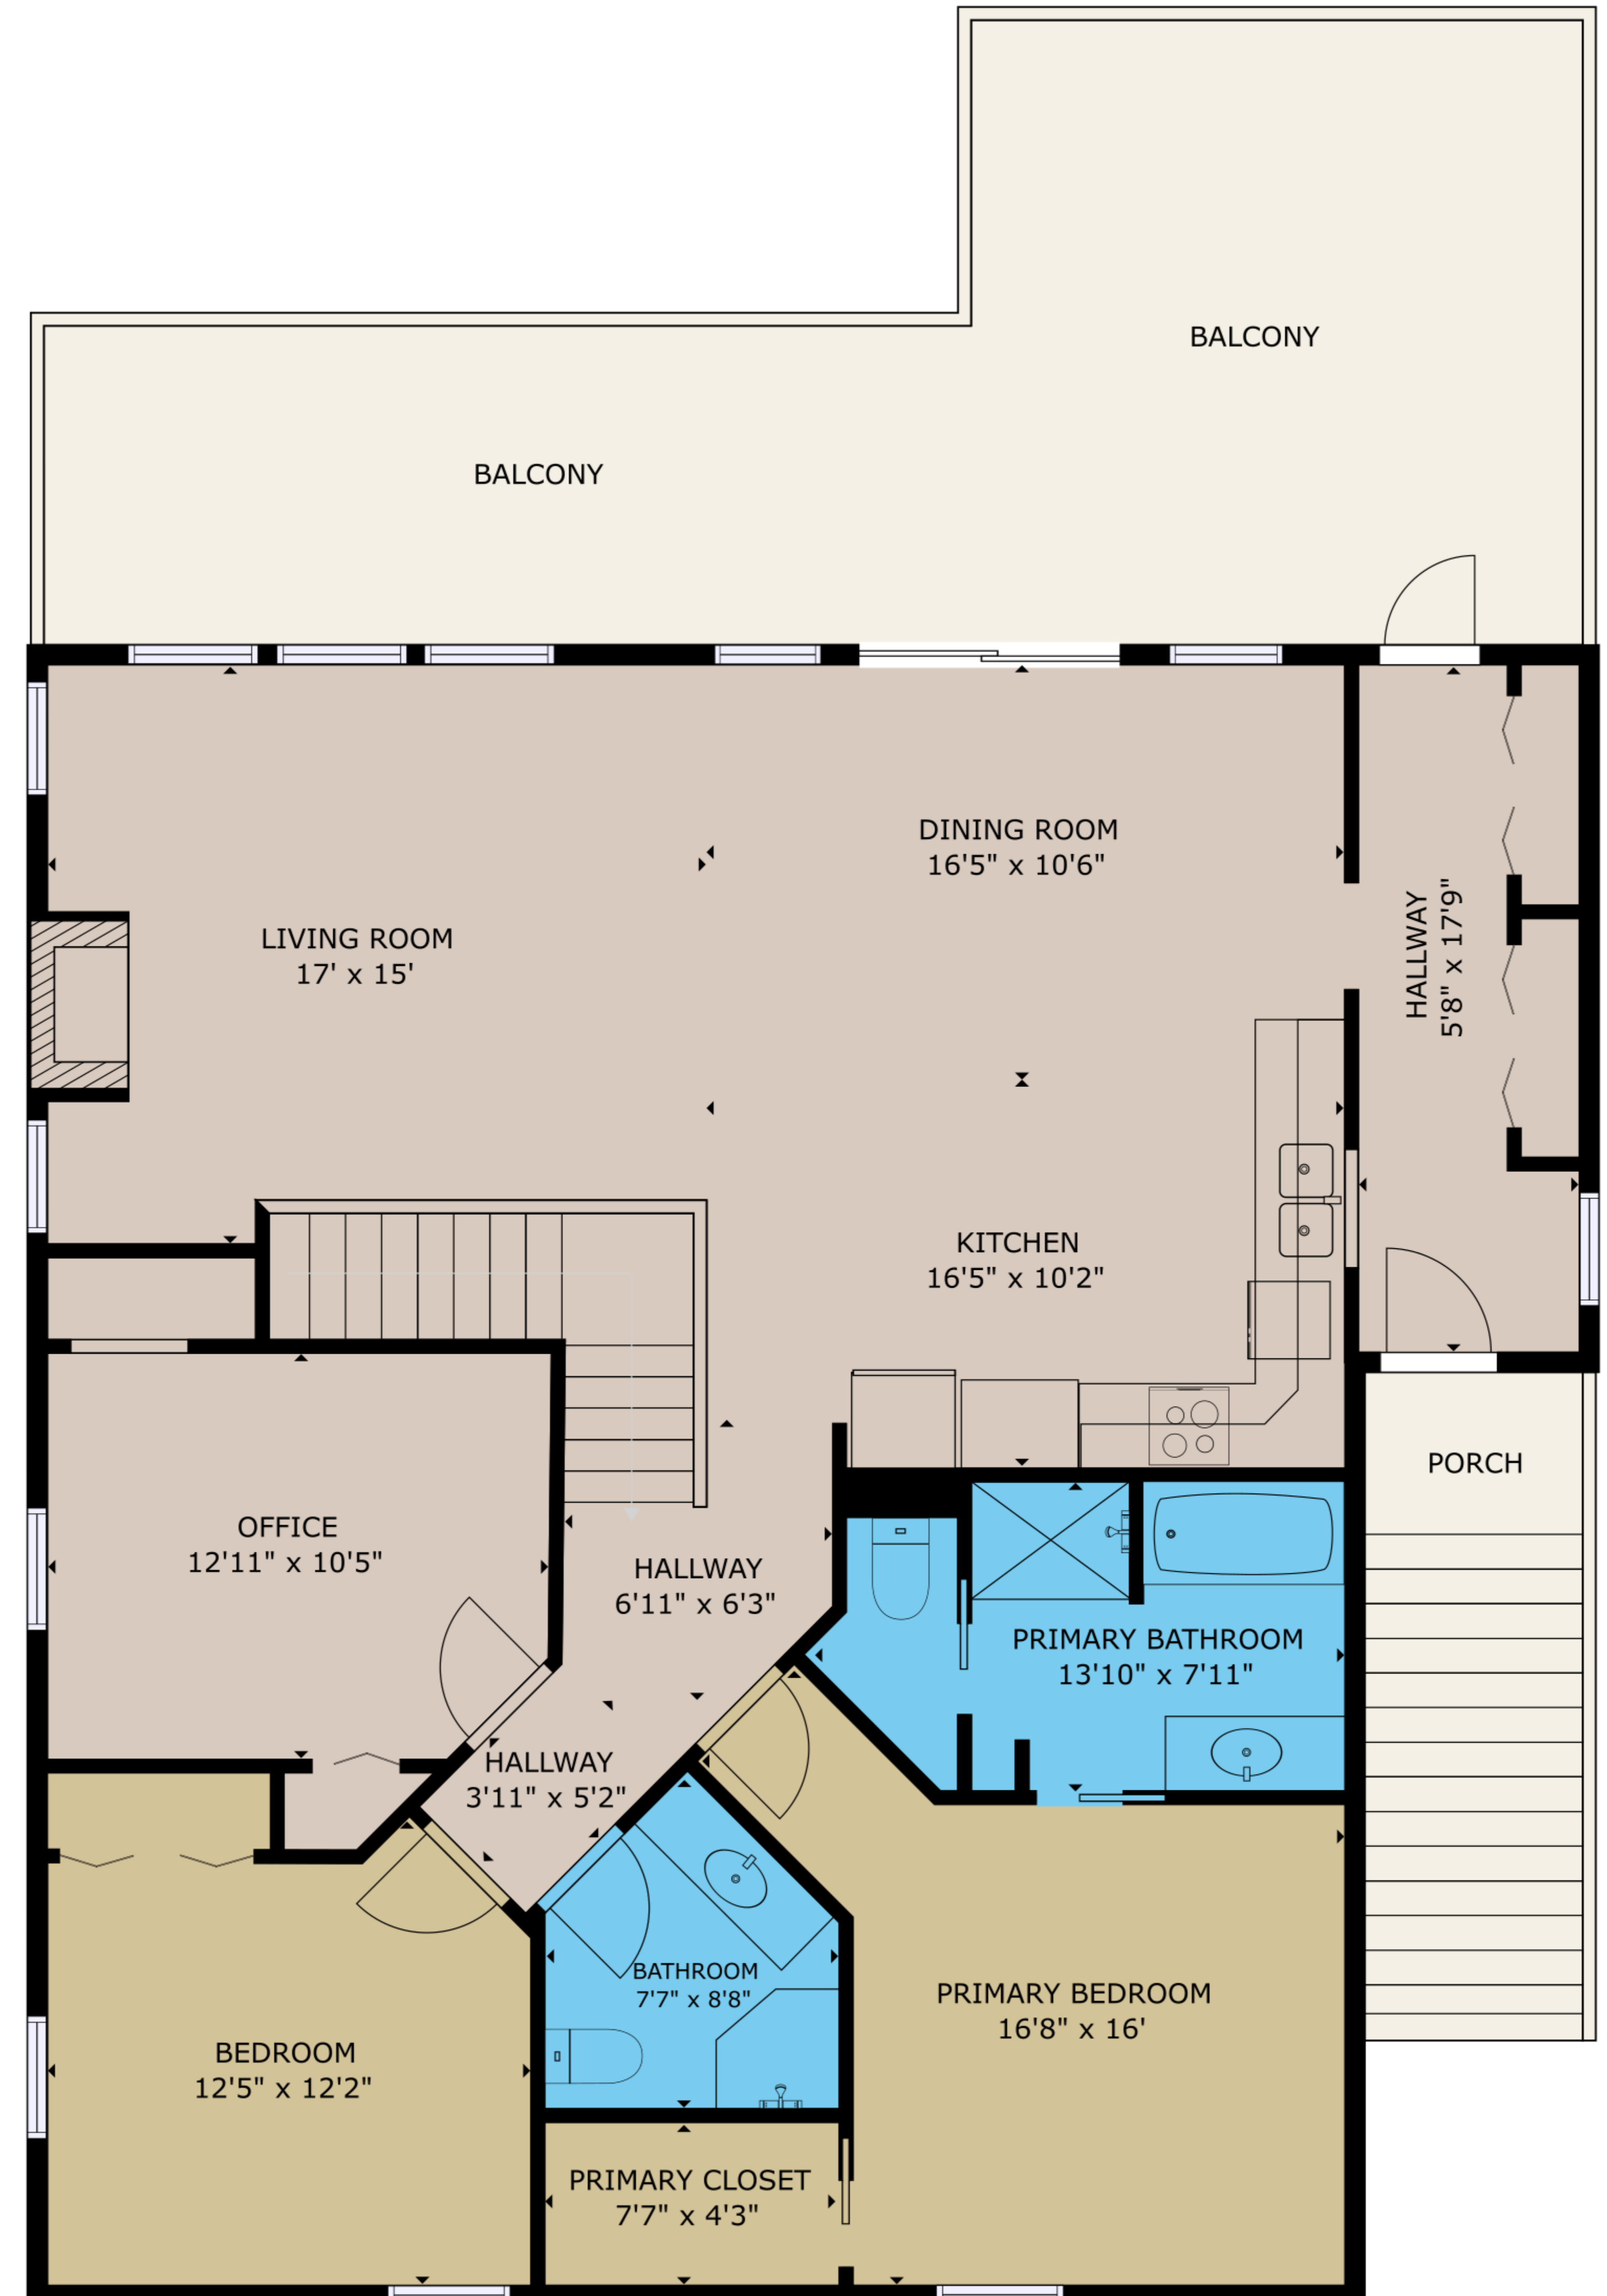 BALCONY
BALCONY
DINING ROOM
16'5" x 10'6"
LIVING ROOM
17' x 15'
HALLWAY
5'8" x 17'9"
KITCHEN
16'5" x 10'2"
PORCH
OFFICE
12'11" x 10'5"
HALLWAY
6'11" x 6'3"
PRIMARY BATHROOM
13'10" x 7'11"
HALLWAY
3'11" x 5'2"
BATHROOM
7'7" x 8'8"
PRIMARY BEDROOM
16'8" x 16'
BEDROOM
12'5" x 12'2"
PRIMARY CLOSET
7'7" x 4'3"